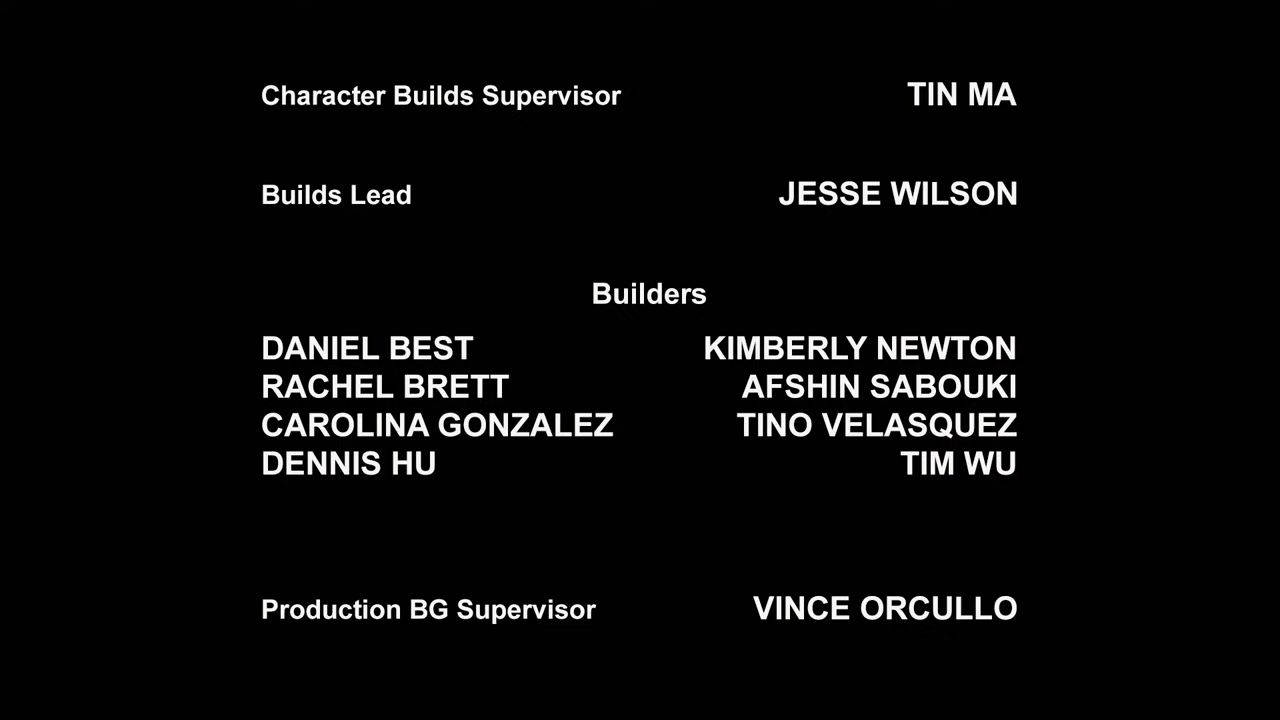 Character Builds Supervisor TIN MA
Builds Lead JESSE WILSON
Builders
DANIEL BEST KIMBERLY NEWTON
RACHEL BRETT AFSHIN SABOUKI
CAROLINA GONZALEZ TINO VELASQUEZ
DENNIS HU TIM WU
Production BG Supervisor VINCE ORCULLO